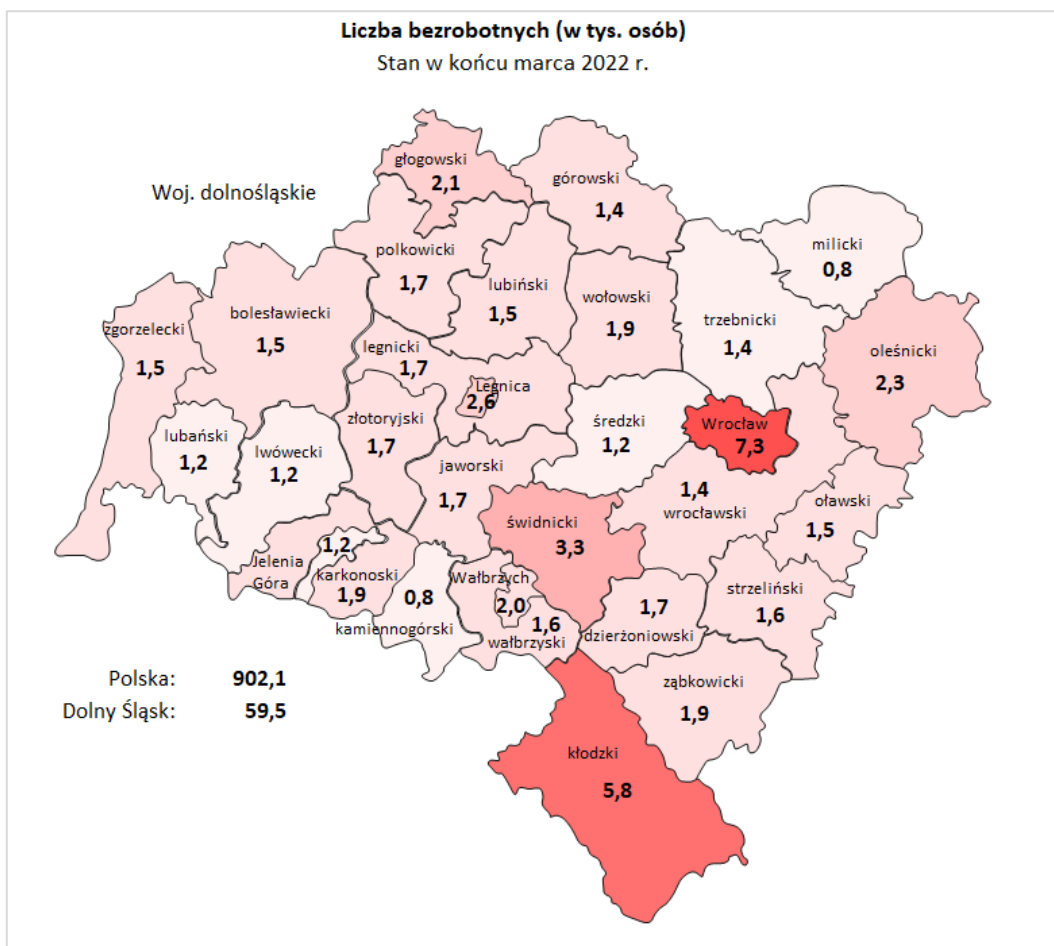 Liczba bezrobotnych (w tys. osób)
Stan w końcu marca 2022 r.
Woj. dolnośląskie
głogowski
2,1
górowski
1,4
milicki
0,8
polkowicki
1,7
lubiński
1,5
wołowski
1,9
trzebnicki
1,4
zgorzelecki
1,5
bolesławiecki
1,5
legnicki
1,7
Legnica
2,6
oleśnicki
2,3
lubański
1,2
lwówecki
1,2
złotoryjski
1,7
średzki
1,2
Wrocław
7,3
jaworski
1,7
1,4
wrocławski
oławski
1,5
świdnicki
3,3
Jelenia
Góra
1,2
karkonoski
1,9
0,8
kamiennogórski
Wałbrzych
2,0
1,6
wałbrzyski
1,7
dzierżoniowski
strzeliński
1,6
ząbkowicki
1,9
kłodzki
5,8
Polska: 902,1
Dolny Śląsk: 59,5